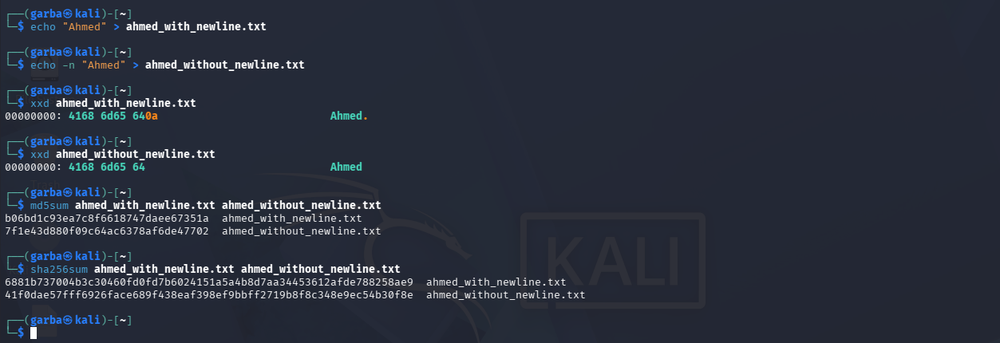 ┌──(garba㉿kali)-[~]
└─$ echo "Ahmed" > ahmed_with_newline.txt
┌──(garba㉿kali)-[~]
└─$ echo -n "Ahmed" > ahmed_without_newline.txt
┌──(garba㉿kali)-[~]
└─$ xxd ahmed_with_newline.txt
00000000: 4168 6d65 640a                           Ahmed.
┌──(garba㉿kali)-[~]
└─$ xxd ahmed_without_newline.txt
00000000: 4168 6d65 64                             Ahmed
┌──(garba㉿kali)-[~]
└─$ md5sum ahmed_with_newline.txt ahmed_without_newline.txt
b06bd1c93ea7c8f6618747daee67351a  ahmed_with_newline.txt
7f1e43d880f09c64ac6378af6de47702  ahmed_without_newline.txt
┌──(garba㉿kali)-[~]
└─$ sha256sum ahmed_with_newline.txt ahmed_without_newline.txt
6881b737004b3c30460fd0fd7b6024151a5a4b8d7aa34453612afde788258ae9  ahmed_with_newline.txt
41f0dae57fff6926face689f438eaf398ef9bbff2719b8f8c348e9ec54b30f8e  ahmed_without_newline.txt
┌──(garba㉿kali)-[~]
└─$
KALI